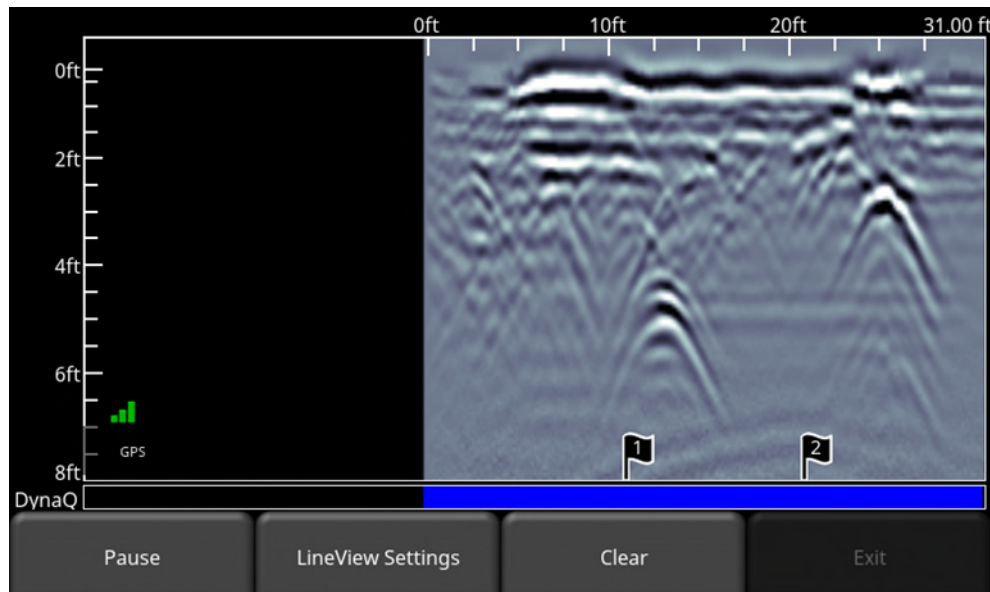 0ft 10ft 20ft 31.00 ft
0ft
2ft
4ft
6ft
GPS
1 2
8ft
DynaQ
Pause LineView Settings Clear Exit